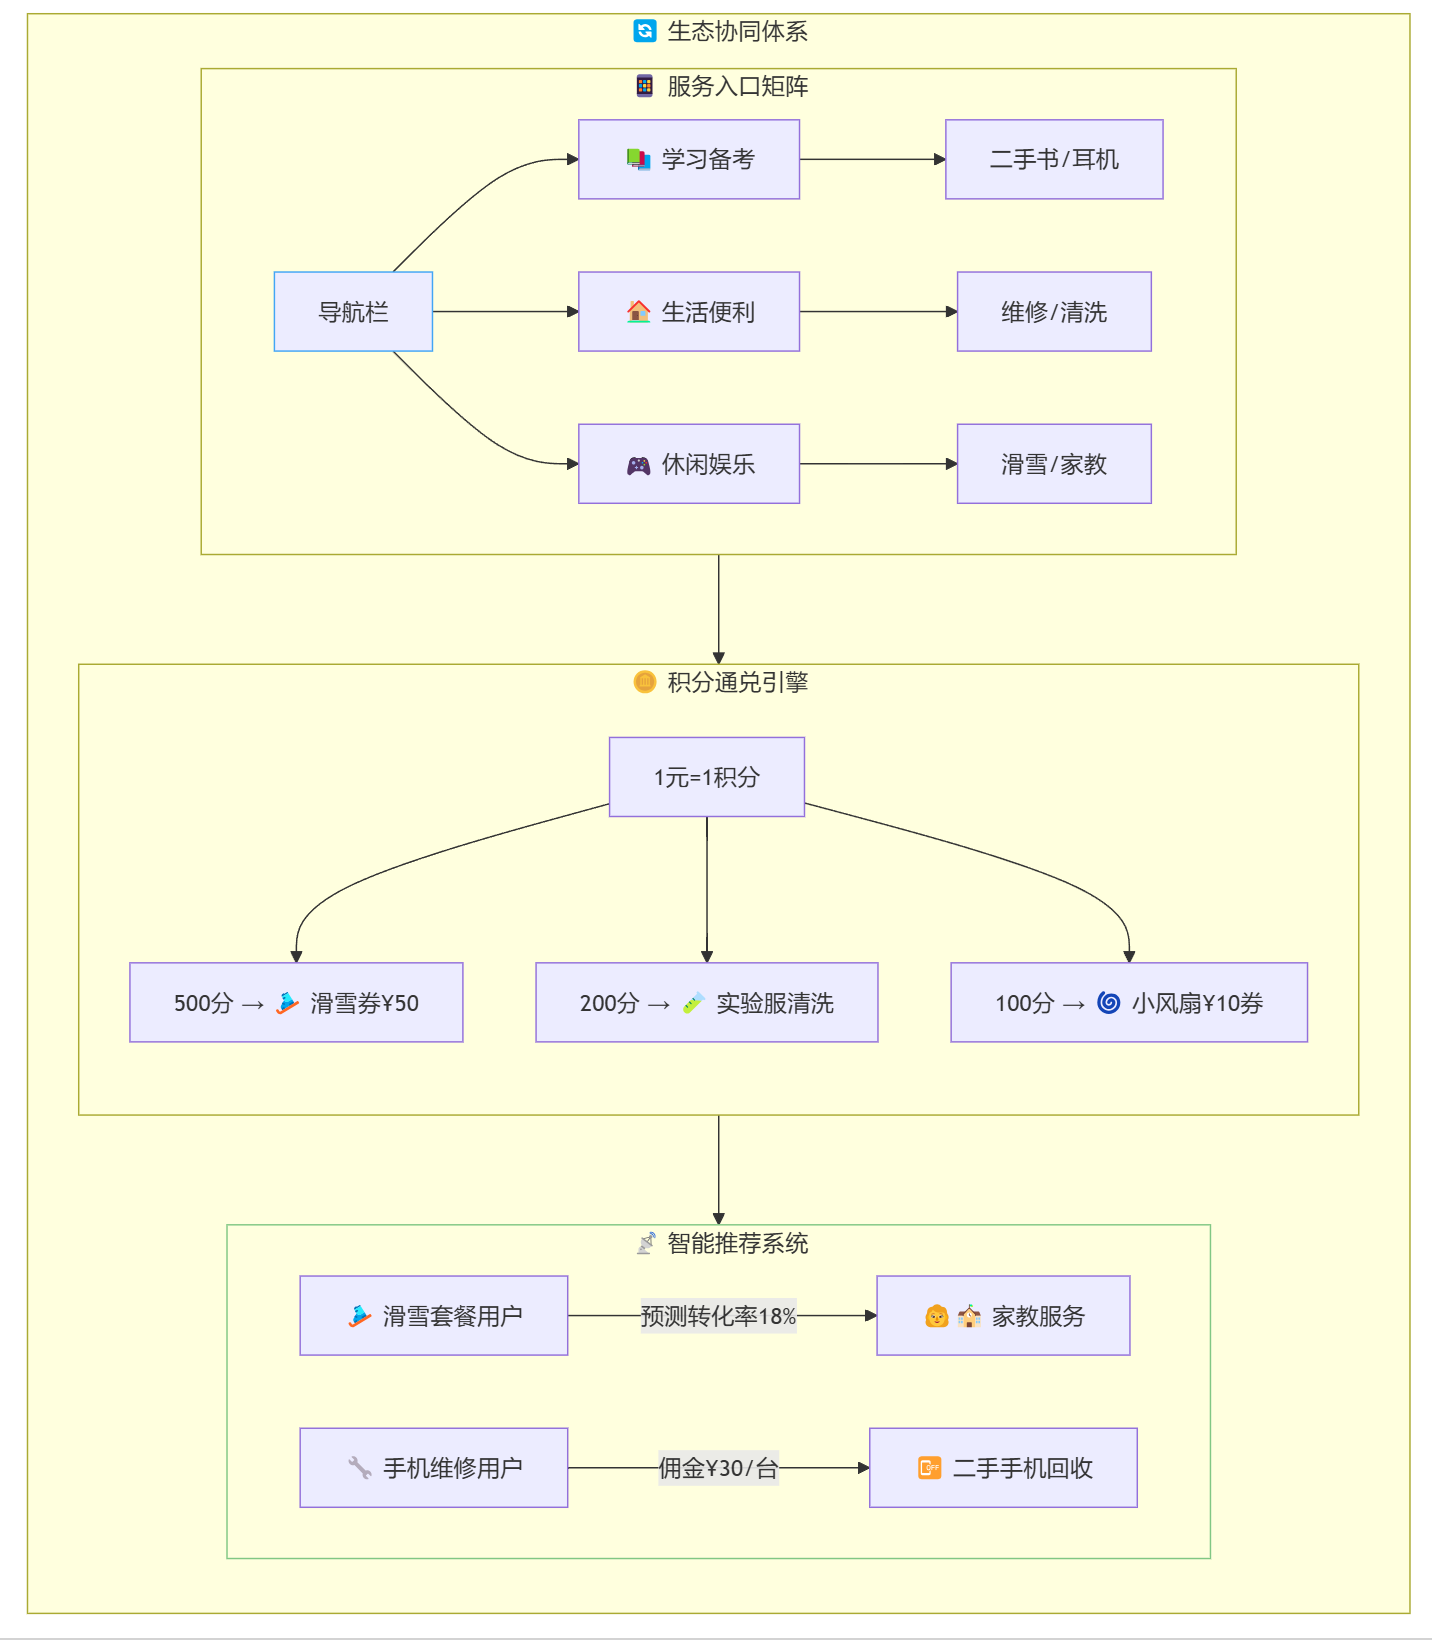 🔄 生态协同体系
📱 服务入口矩阵
📚 学习备考
二手书/耳机
导航栏
🏠 生活便利
维修/清洗
🎮 休闲娱乐
滑雪/家教
🪙 积分通兑引擎
1元=1积分
500分 → 🎿 滑雪券¥50
200分 → 🧪 实验服清洗
100分 → 🌀 小风扇¥10券
📡 智能推荐系统
🎿 滑雪套餐用户
预测转化率18%
👩 🏫 家教服务
🔧 手机维修用户
佣金¥30/台
📴 二手手机回收